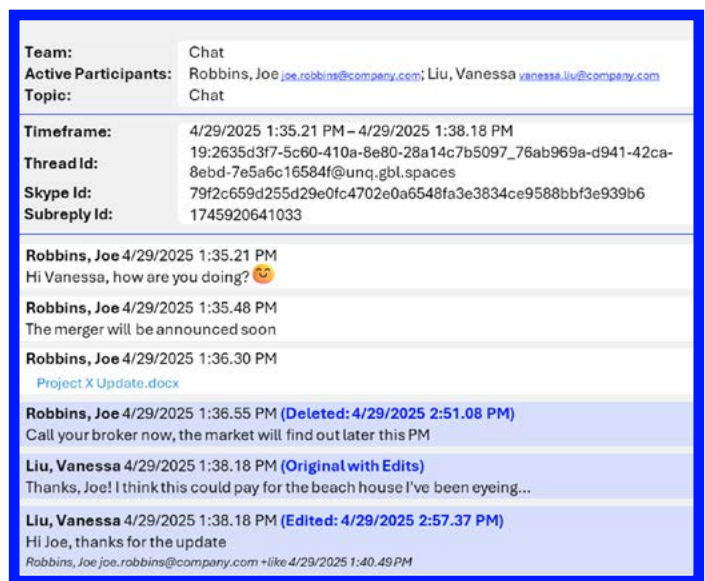 Team: Chat
Active Participants: Robbins, Joe joe.robbins@company.com; Liu, Vanessa vanessa.liu@company.com
Topic: Chat
Timeframe: 4/29/2025 1:35.21 PM – 4/29/2025 1:38.18 PM
Thread Id: 19:2635d3f7-5c60-410a-8e80-28a14c7b5097_76ab969a-d941-42ca-
8ebd-7e5a6c16584f@unq.gbl.spaces
Skype Id: 79f2c659d255d29e0fc4702e0a6548fa3e3834ce9588bbf3e939b6
Subreply Id: 1745920641033
Robbins, Joe 4/29/2025 1:35.21 PM
Hi Vanessa, how are you doing? 😊
Robbins, Joe 4/29/2025 1:35.48 PM
The merger will be announced soon
Robbins, Joe 4/29/2025 1:36.30 PM
Project X Update.docx
Robbins, Joe 4/29/2025 1:36.55 PM (Deleted: 4/29/2025 2:51.08 PM)
Call your broker now, the market will find out later this PM
Liu, Vanessa 4/29/2025 1:38.18 PM (Original with Edits)
Thanks, Joe! I think this could pay for the beach house I've been eyeing...
Liu, Vanessa 4/29/2025 1:38.18 PM (Edited: 4/29/2025 2:57.37 PM)
Hi Joe, thanks for the update
Robbins, Joe joe.robbins@company.com +like 4/29/2025 1:40.49 PM